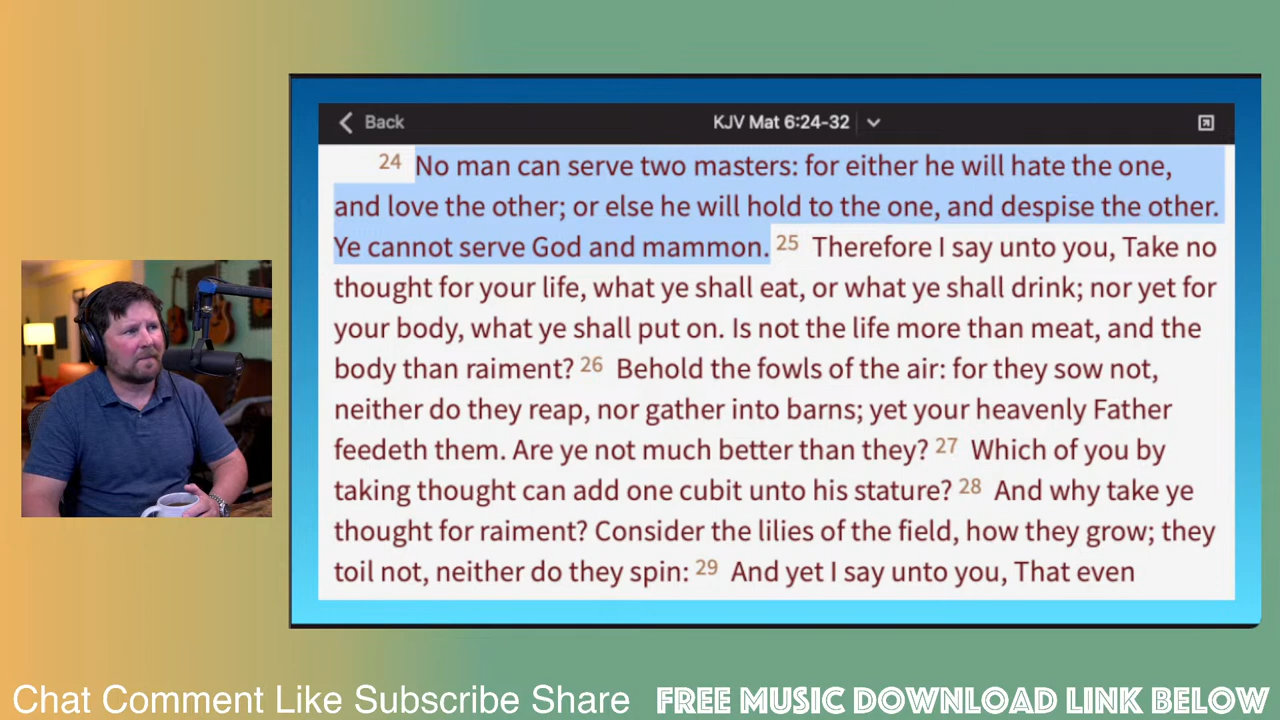 Back
KJV Mat 6:24-32
24 No man can serve two masters: for either he will hate the one,
and love the other; or else he will hold to the one, and despise the other.
Ye cannot serve God and mammon. 25 Therefore I say unto you, Take no
thought for your life, what ye shall eat, or what ye shall drink; nor yet for
your body, what ye shall put on. Is not the life more than meat, and the
body than raiment? 26 Behold the fowls of the air: for they sow not,
neither do they reap, nor gather into barns; yet your heavenly Father
feedeth them. Are ye not much better than they? 27 Which of you by
taking thought can add one cubit unto his stature? 28 And why take ye
thought for raiment? Consider the lilies of the field, how they grow; they
toil not, neither do they spin: 29 And yet I say unto you, That even
Chat Comment Like Subscribe Share
FREE MUSIC DOWNLOAD LINK BELOW